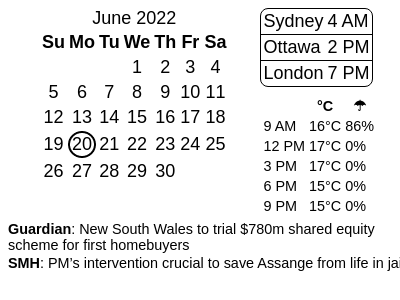 June 2022
Su Mo Tu We Th Fr Sa
1 2 3 4
5 6 7 8 9 10 11
12 13 14 15 16 17 18
19 20 21 22 23 24 25
26 27 28 29 30
Sydney 4 AM
Ottawa 2 PM
London 7 PM
°C ☂
9 AM 16°C 86%
12 PM 17°C 0%
3 PM 17°C 0%
6 PM 15°C 0%
9 PM 15°C 0%
Guardian: New South Wales to trial $780m shared equity
scheme for first homebuyers
SMH: PM's intervention crucial to save Assange from life in jai